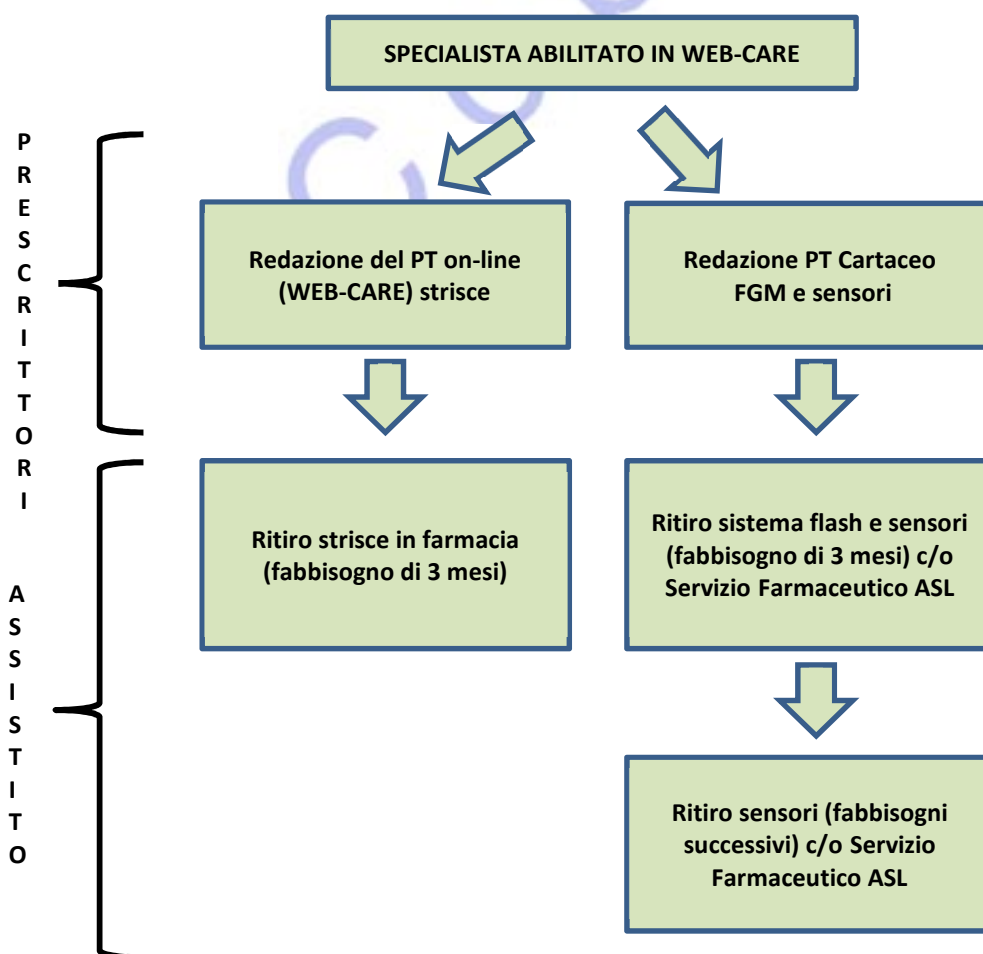 SPECIALISTA ABILITATO IN WEB-CARE
PRESCRITTORI
Redazione del PT on-line
(WEB-CARE) strisce
Redazione PT Cartaceo
FGM e sensori
ASSISTITO
Ritiro strisce in farmacia
(fabbisogno di 3 mesi)
Ritiro sistema flash e sensori
(fabbisogno di 3 mesi) c/o
Servizio Farmaceutico ASL
Ritiro sensori (fabbisogni
successivi) c/o Servizio
Farmaceutico ASL